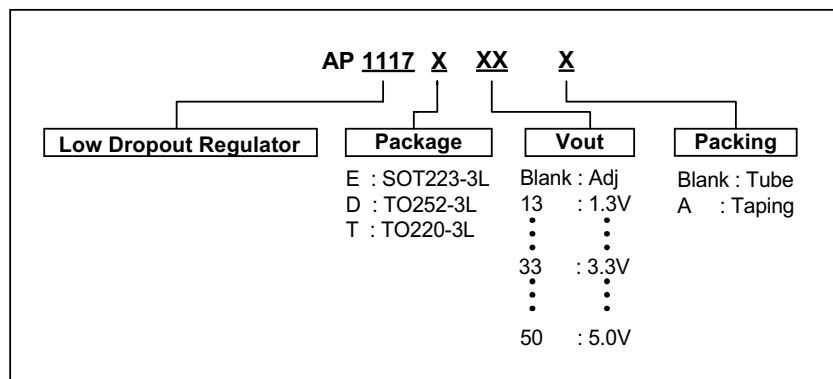 AP 1117 X XX X
Low Dropout Regulator
Package
E : SOT223-3L
D : TO252-3L
T : TO220-3L
Vout
Blank : Adj
13 : 1.3V
33 : 3.3V
50 : 5.0V
Packing
Blank : Tube
A : Taping